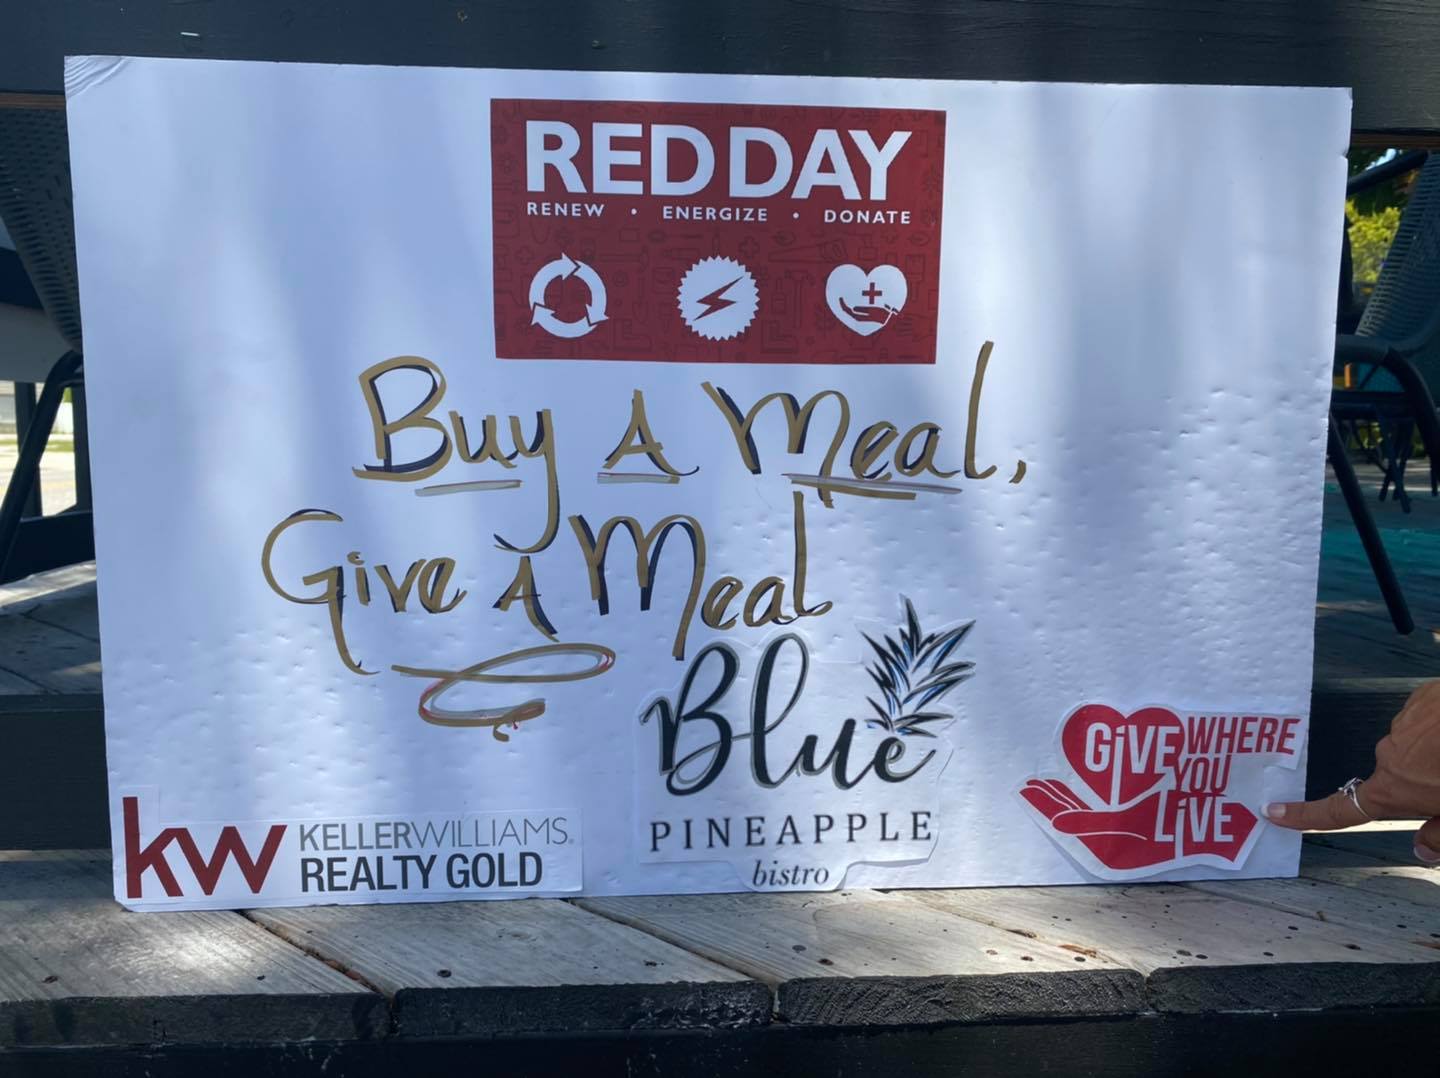 RED DAY
RENEW • ENERGIZE • DONATE
Buy A Meal,
Give A Meal
Blue
PINEAPPLE
bistro
kw KELLERWILLIAMS.
REALTY GOLD
GiVE WHERE
YOU
LiVE